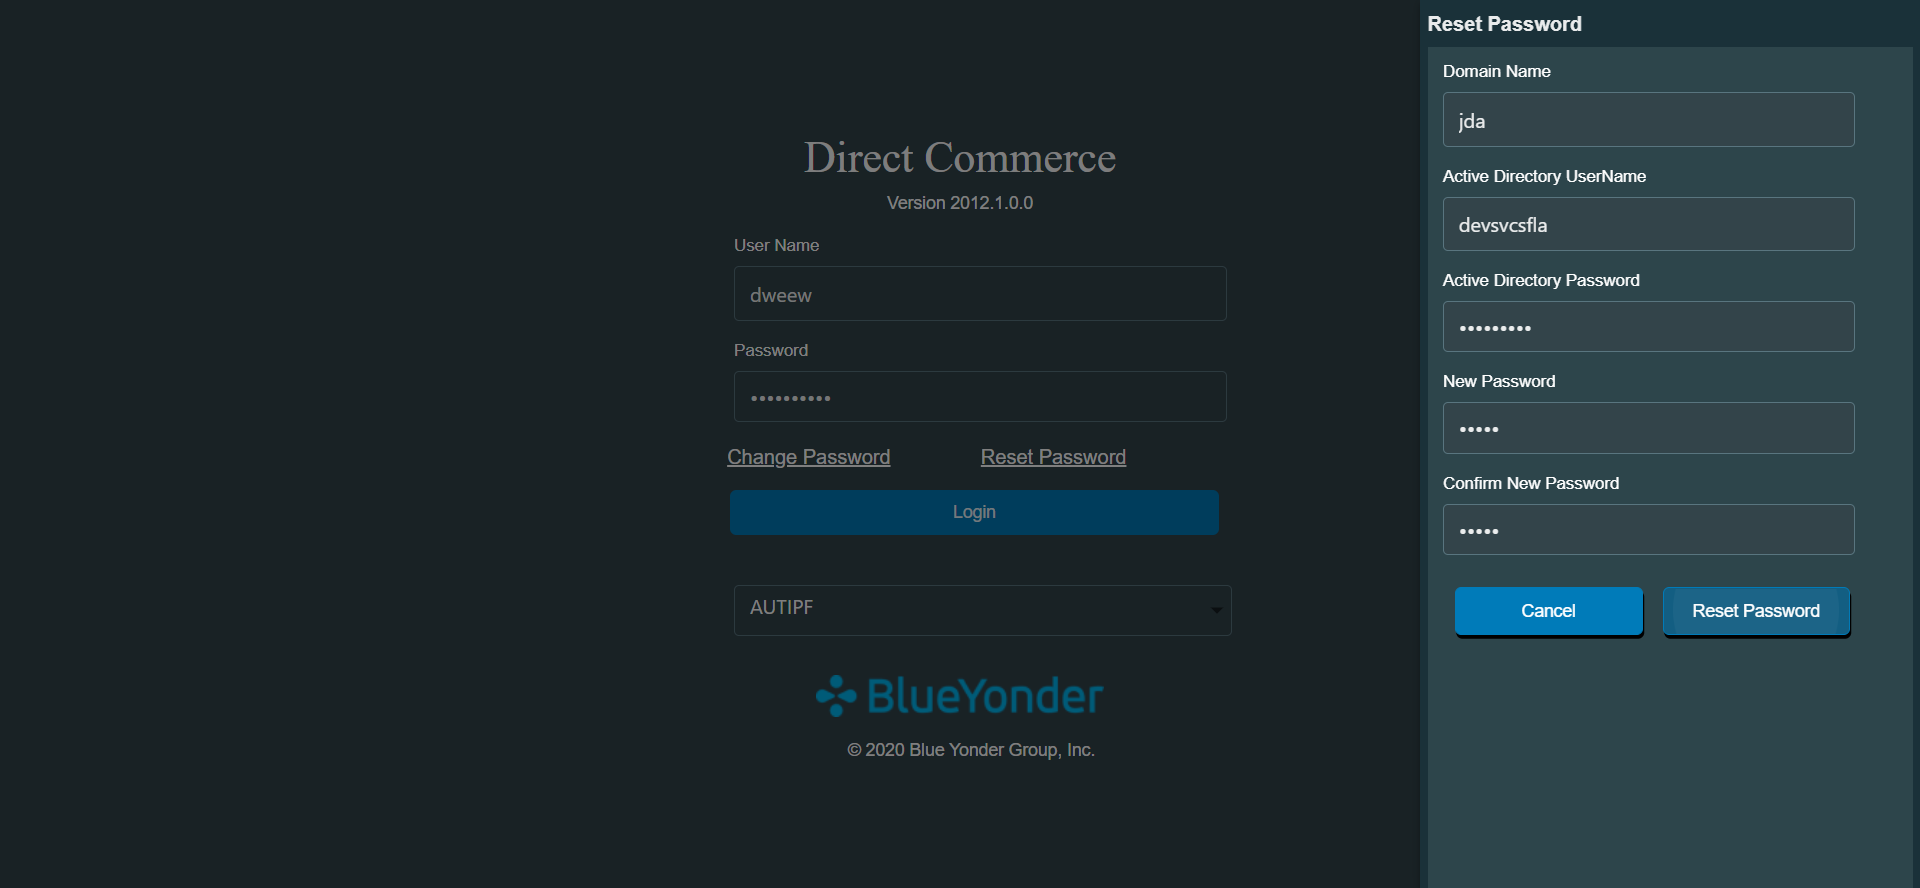 Direct Commerce
Version 2012.1.0.0
User Name
dweew
Password
••••••••••
Change Password
Reset Password
Login
AUTIPF
BlueYonder
© 2020 Blue Yonder Group, Inc.
Reset Password
Domain Name
jda
Active Directory UserName
devsvcsfla
Active Directory Password
•••••••••
New Password
•••••
Confirm New Password
•••••
Cancel
Reset Password